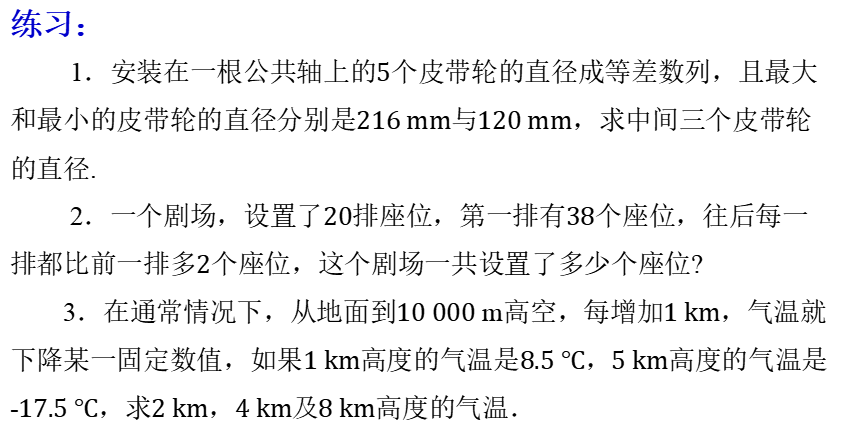 练习：
1．安装在一根公共轴上的5个皮带轮的直径成等差数列，且最大
和最小的皮带轮的直径分别是216 mm与120 mm，求中间三个皮带轮
的直径.
2．一个剧场，设置了20排座位，第一排有38个座位，往后每一
排都比前一排多2个座位，这个剧场一共设置了多少个座位?
3．在通常情况下，从地面到10 000 m高空，每增加1 km，气温就
下降某一固定数值，如果1 km高度的气温是8.5 ℃，5 km高度的气温是
-17.5 ℃，求2 km，4 km及8 km高度的气温．